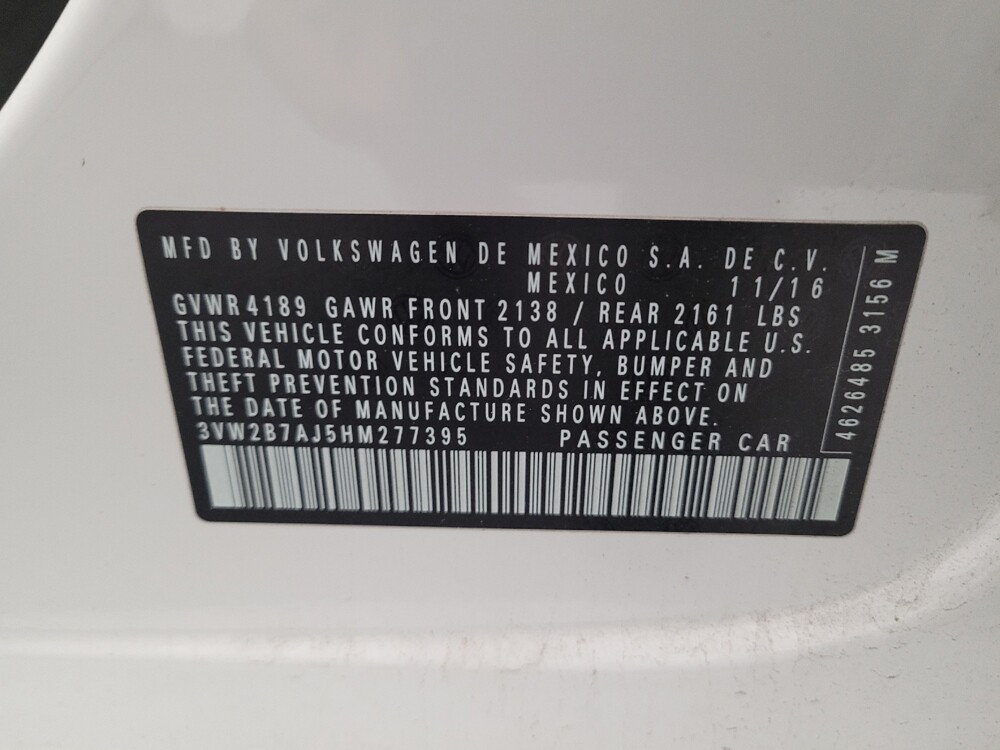 MFD BY VOLKSWAGEN DE MEXICO S.A. DE C.V.
MEXICO 11/16
GVWR 4189 GAWR FRONT 2138 / REAR 2161 LBS
THIS VEHICLE CONFORMS TO ALL APPLICABLE U.S.
FEDERAL MOTOR VEHICLE SAFETY, BUMPER AND
THEFT PREVENTION STANDARDS IN EFFECT ON
THE DATE OF MANUFACTURE SHOWN ABOVE.
3VW2B7AJ5HM277395 PASSENGER CAR
4626485 3156 M